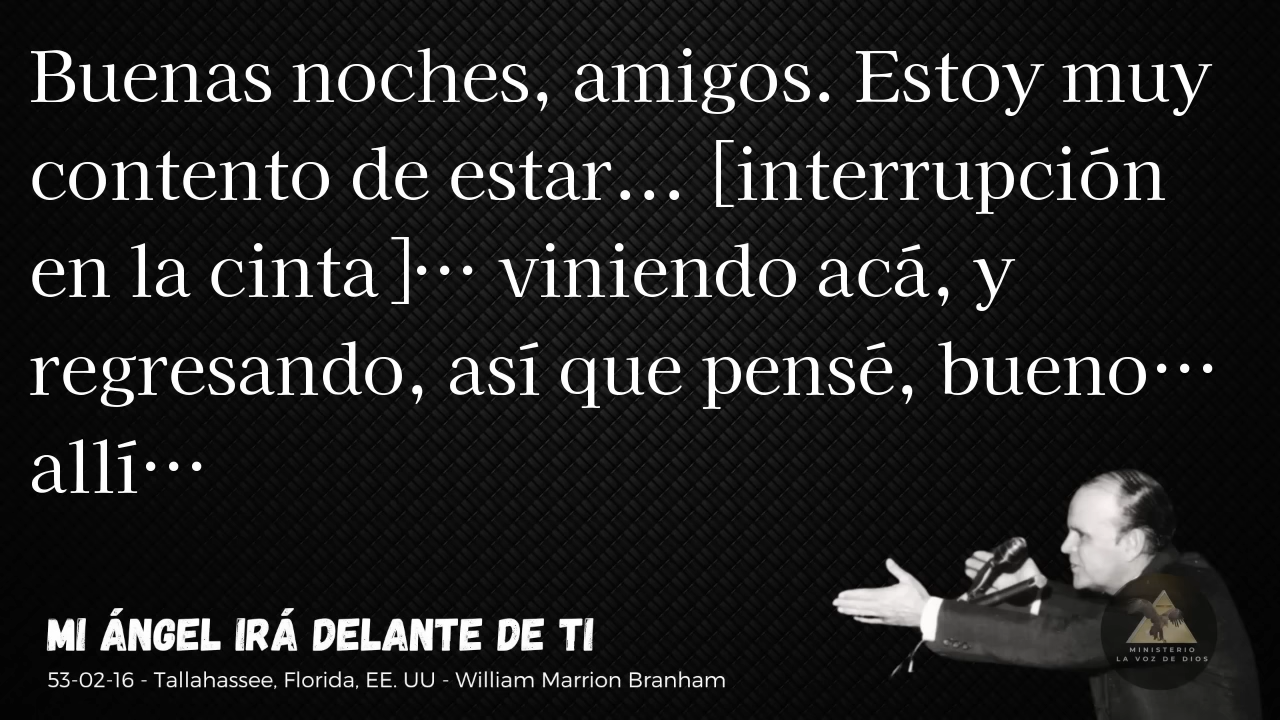 Buenas noches, amigos. Estoy muy
contento de estar... [interrupción
en la cinta]··· viniendo acá, y
regresando, así que pensé, bueno···
allí···
MI ÁNGEL IRÁ DELANTE DE TI
53-02-16 - Tallahassee, Florida, EE. UU - William Marrion Branham
MINISTERIO
LA VOZ DE DIOS